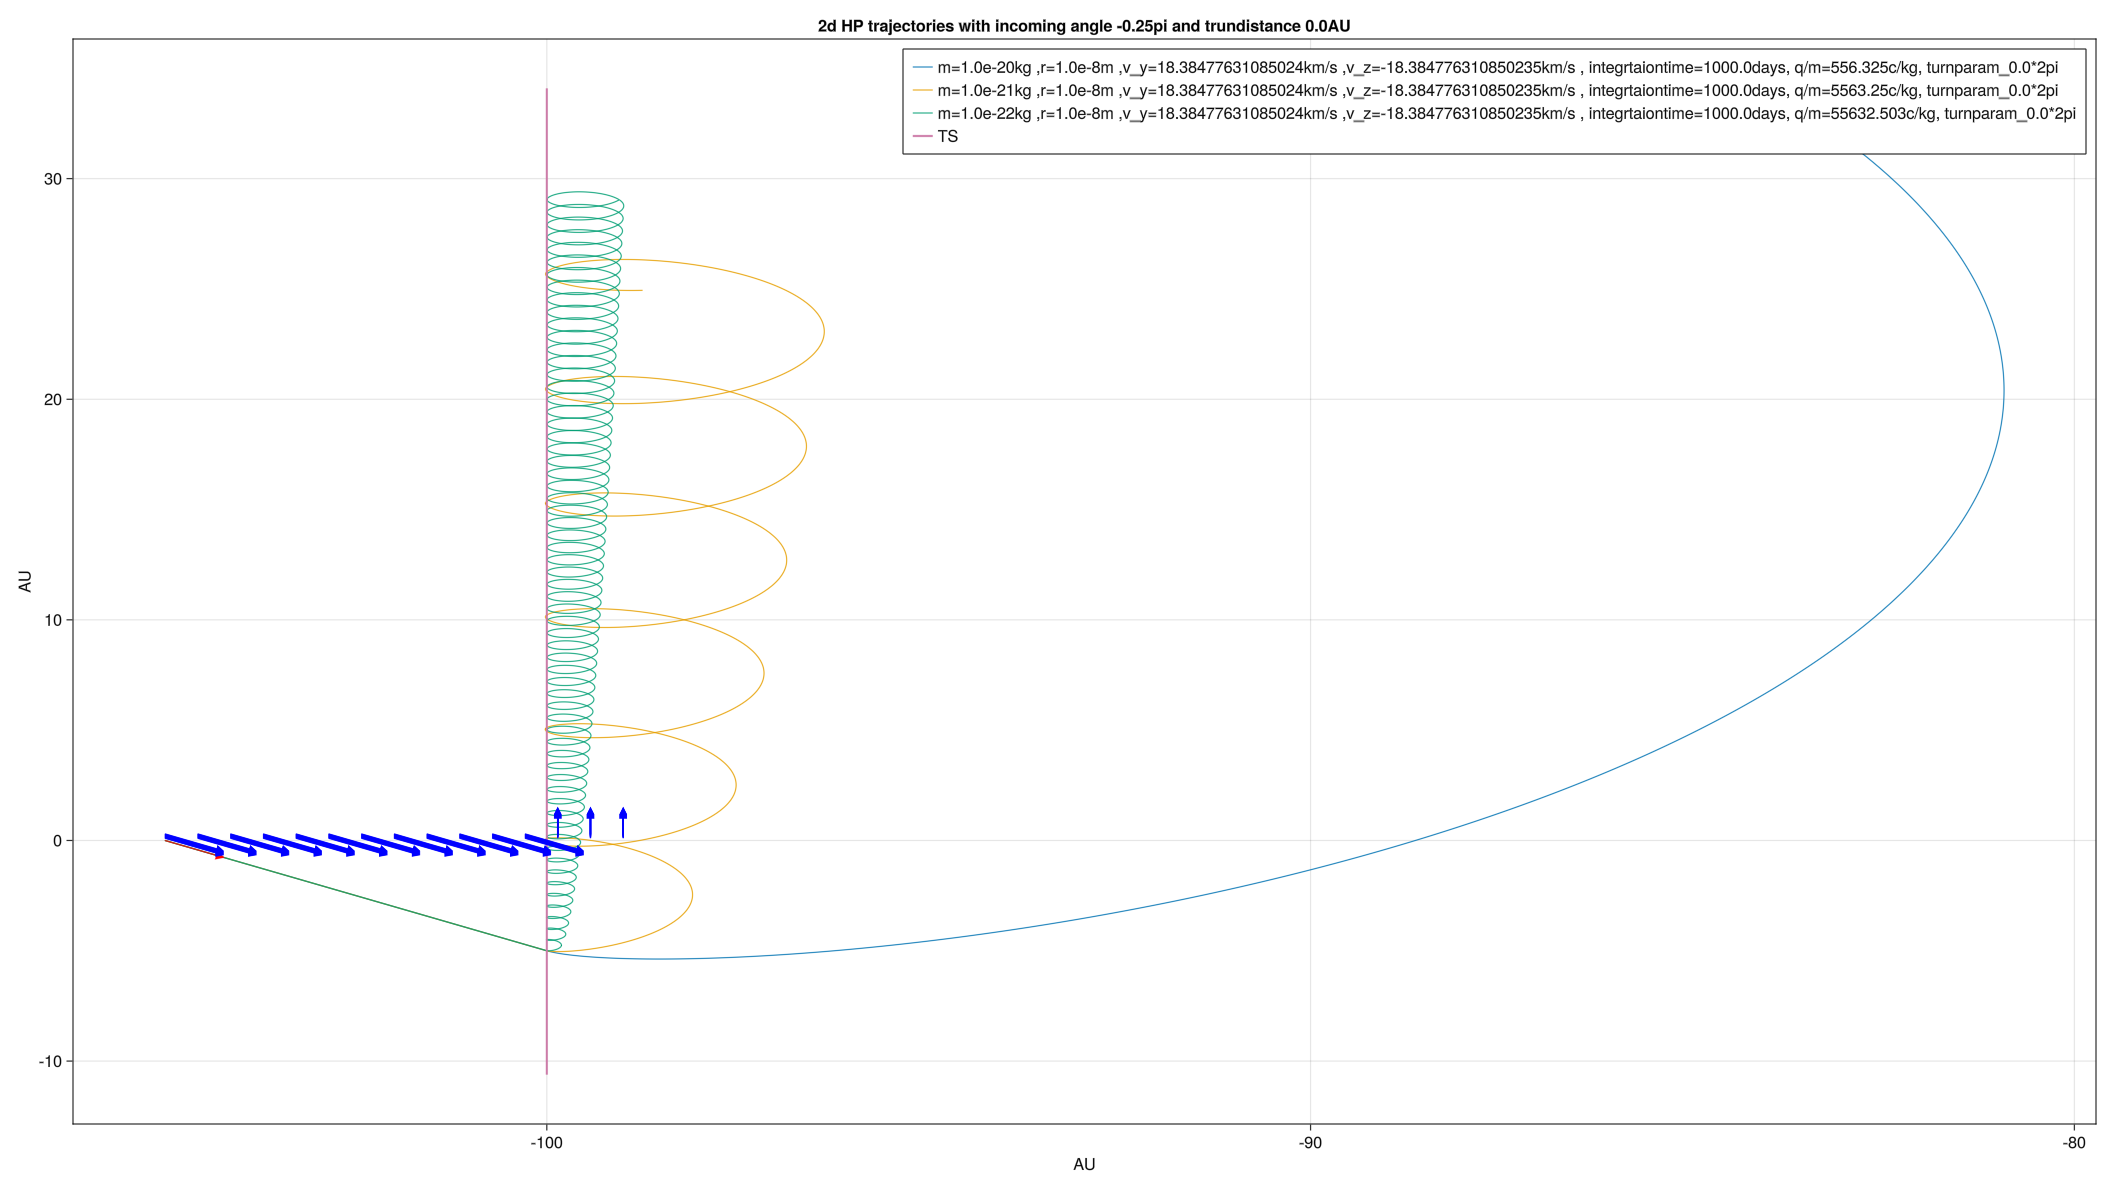 2d HP trajectories with incoming angle -0.25pi and trundistance 0.0AU
m=1.0e-20kg ,r=1.0e-8m ,v_y=18.38477631085024km/s ,v_z=-18.384776310850235km/s , integrtaiontime=1000.0days, q/m=556.325c/kg, turnparam_0.0*2pi
m=1.0e-21kg ,r=1.0e-8m ,v_y=18.38477631085024km/s ,v_z=-18.384776310850235km/s , integrtaiontime=1000.0days, q/m=5563.25c/kg, turnparam_0.0*2pi
m=1.0e-22kg ,r=1.0e-8m ,v_y=18.38477631085024km/s ,v_z=-18.384776310850235km/s , integrtaiontime=1000.0days, q/m=55632.503c/kg, turnparam_0.0*2pi
TS
30
20
10
0
-10
AU
-100
-90
-80
AU